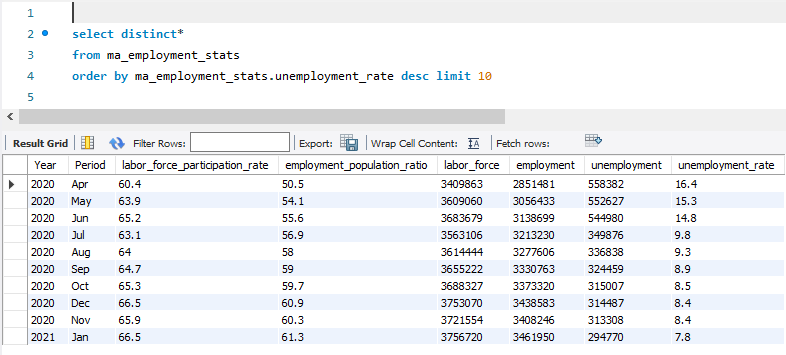 1
2 select distinct*
3 from ma_employment_stats
4 order by ma_employment_stats.unemployment_rate desc limit 10
5
Result Grid Filter Rows: Export: Wrap Cell Content: IA Fetch rows:
Year Period labor_force_participation_rate employment_population_ratio labor_force employment unemployment unemployment_rate
2020 Apr 60.4 50.5 3409863 2851481 558382 16.4
2020 May 63.9 54.1 3609060 3056433 552627 15.3
2020 Jun 65.2 55.6 3683679 3138699 544980 14.8
2020 Jul 63.1 56.9 3563106 3213230 349876 9.8
2020 Aug 64 58 3614444 3277606 336838 9.3
2020 Sep 64.7 59 3655222 3330763 324459 8.9
2020 Oct 65.3 59.7 3688327 3373320 315007 8.5
2020 Dec 66.5 60.9 3753070 3438583 314487 8.4
2020 Nov 65.9 60.3 3721554 3408246 313308 8.4
2021 Jan 66.5 61.3 3756720 3461950 294770 7.8